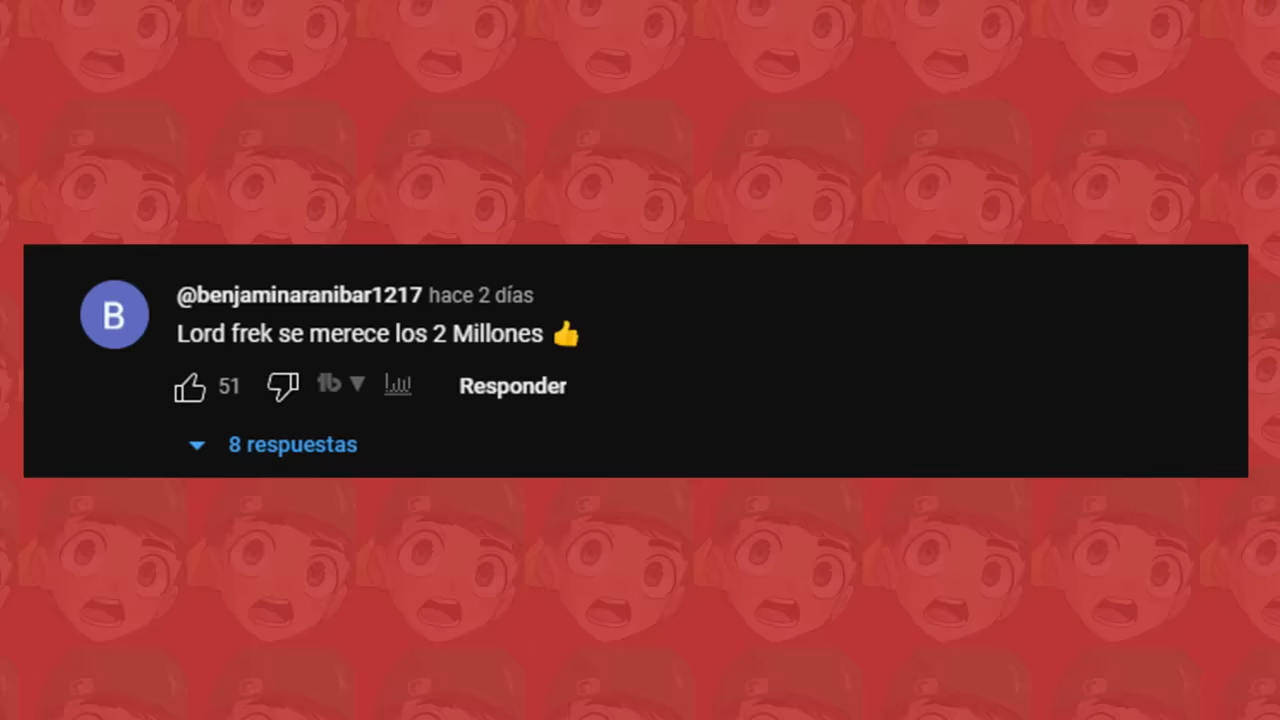 B
@benjaminaranibar1217 hace 2 días
Lord frek se merece los 2 Millones 👍
51 Responder
8 respuestas